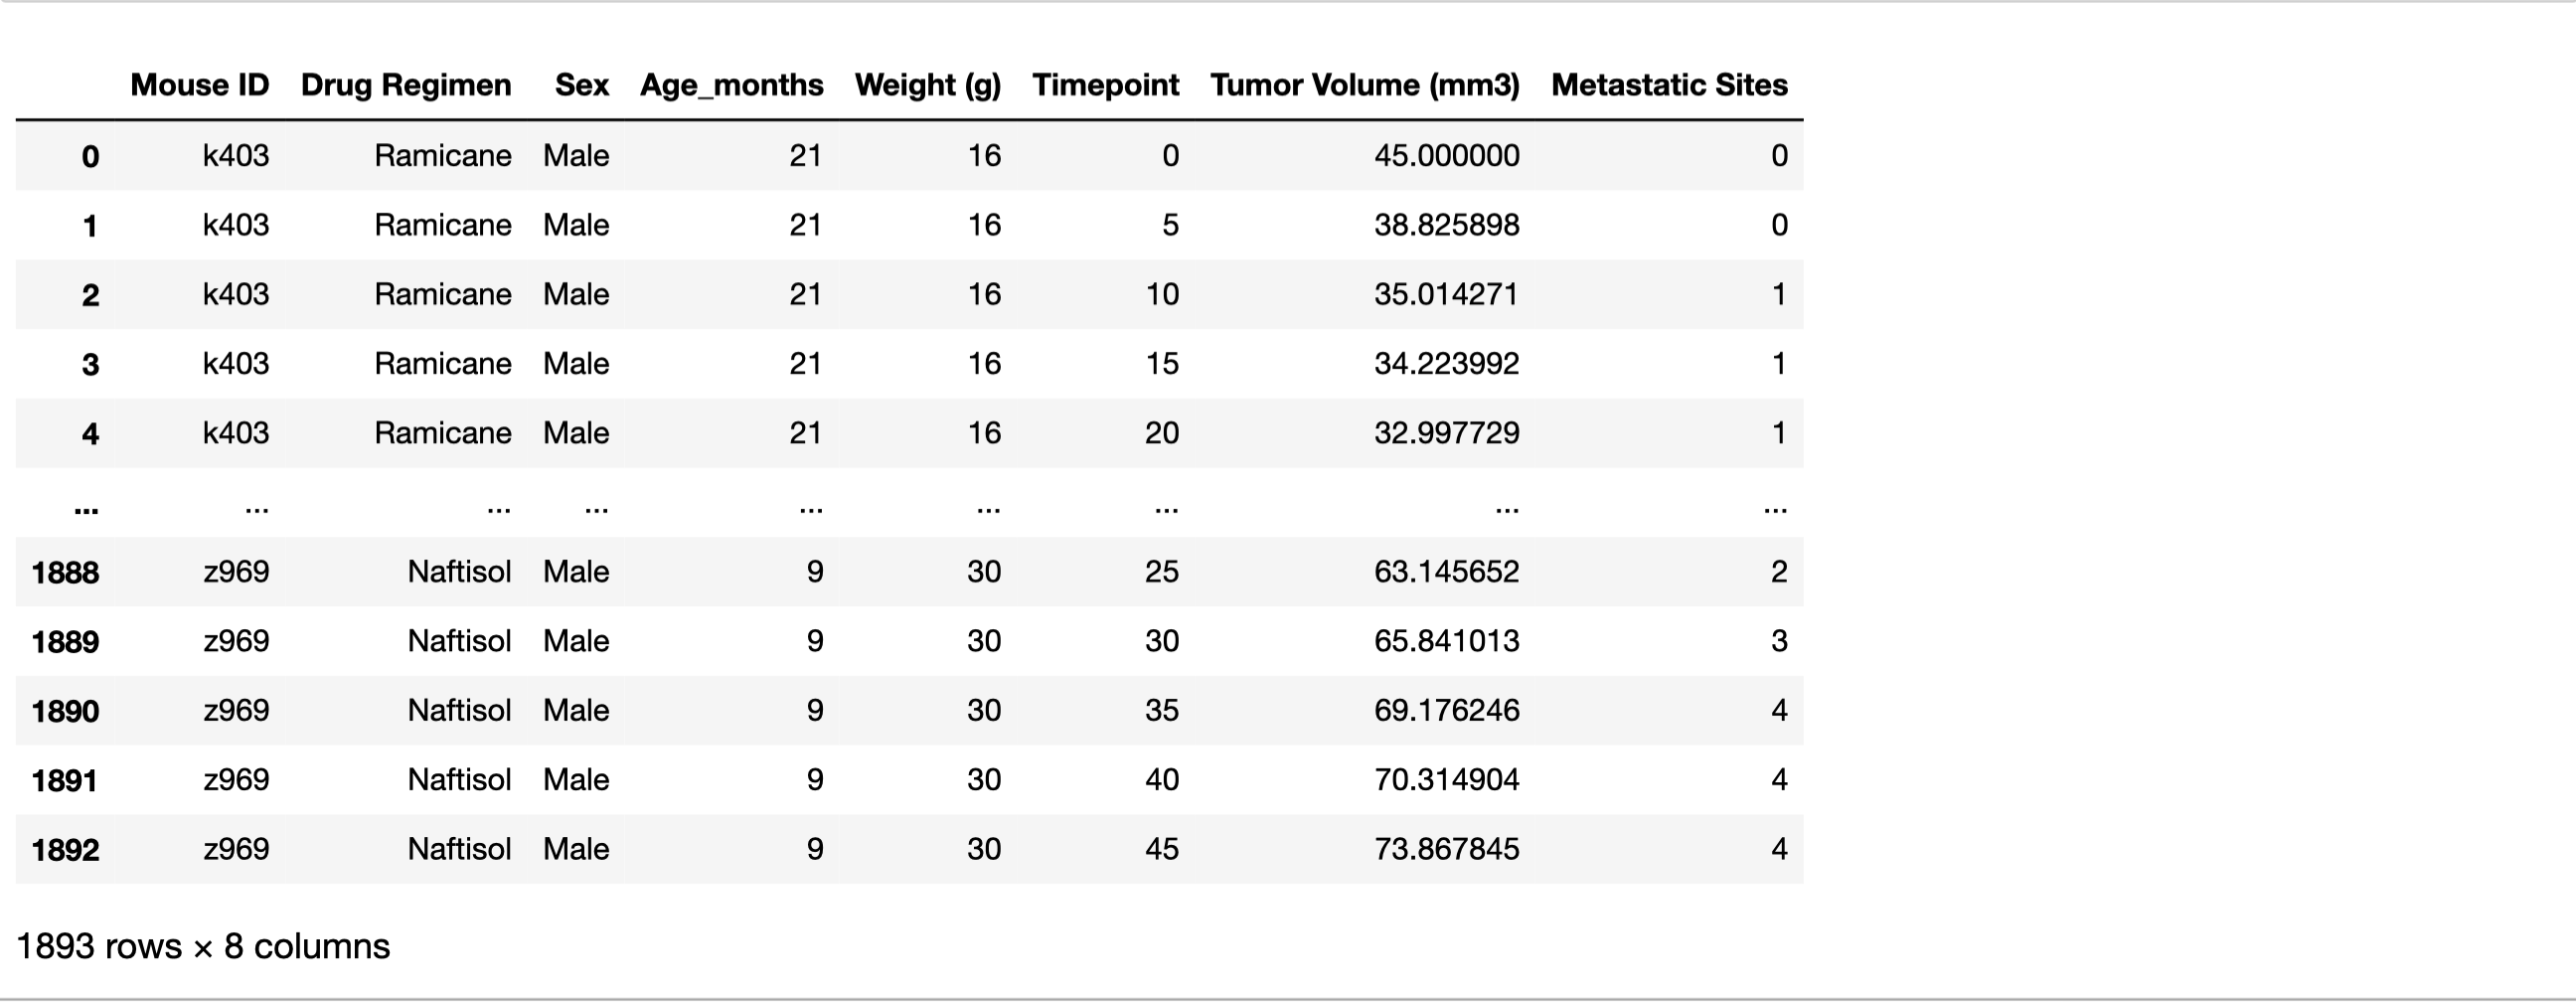 Mouse ID Drug Regimen Sex Age_months Weight (g) Timepoint Tumor Volume (mm3) Metastatic Sites
0 k403 Ramicane Male 21 16 0 45.000000 0
1 k403 Ramicane Male 21 16 5 38.825898 0
2 k403 Ramicane Male 21 16 10 35.014271 1
3 k403 Ramicane Male 21 16 15 34.223992 1
4 k403 Ramicane Male 21 16 20 32.997729 1
... ... ... ... ... ... ... ... ...
1888 z969 Naftisol Male 9 30 25 63.145652 2
1889 z969 Naftisol Male 9 30 30 65.841013 3
1890 z969 Naftisol Male 9 30 35 69.176246 4
1891 z969 Naftisol Male 9 30 40 70.314904 4
1892 z969 Naftisol Male 9 30 45 73.867845 4
1893 rows × 8 columns